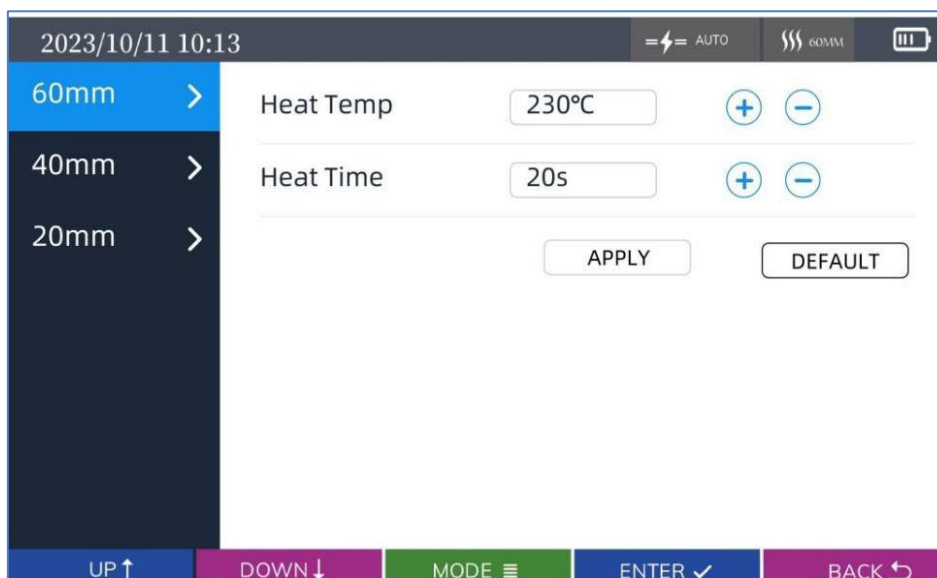 2023/10/11 10:13 AUTO 60MM
60mm
Heat Temp 230℃
40mm
Heat Time 20s
20mm
APPLY DEFAULT
UP↑ DOWN↓ MODE ≣ ENTER ✓ BACK ↩